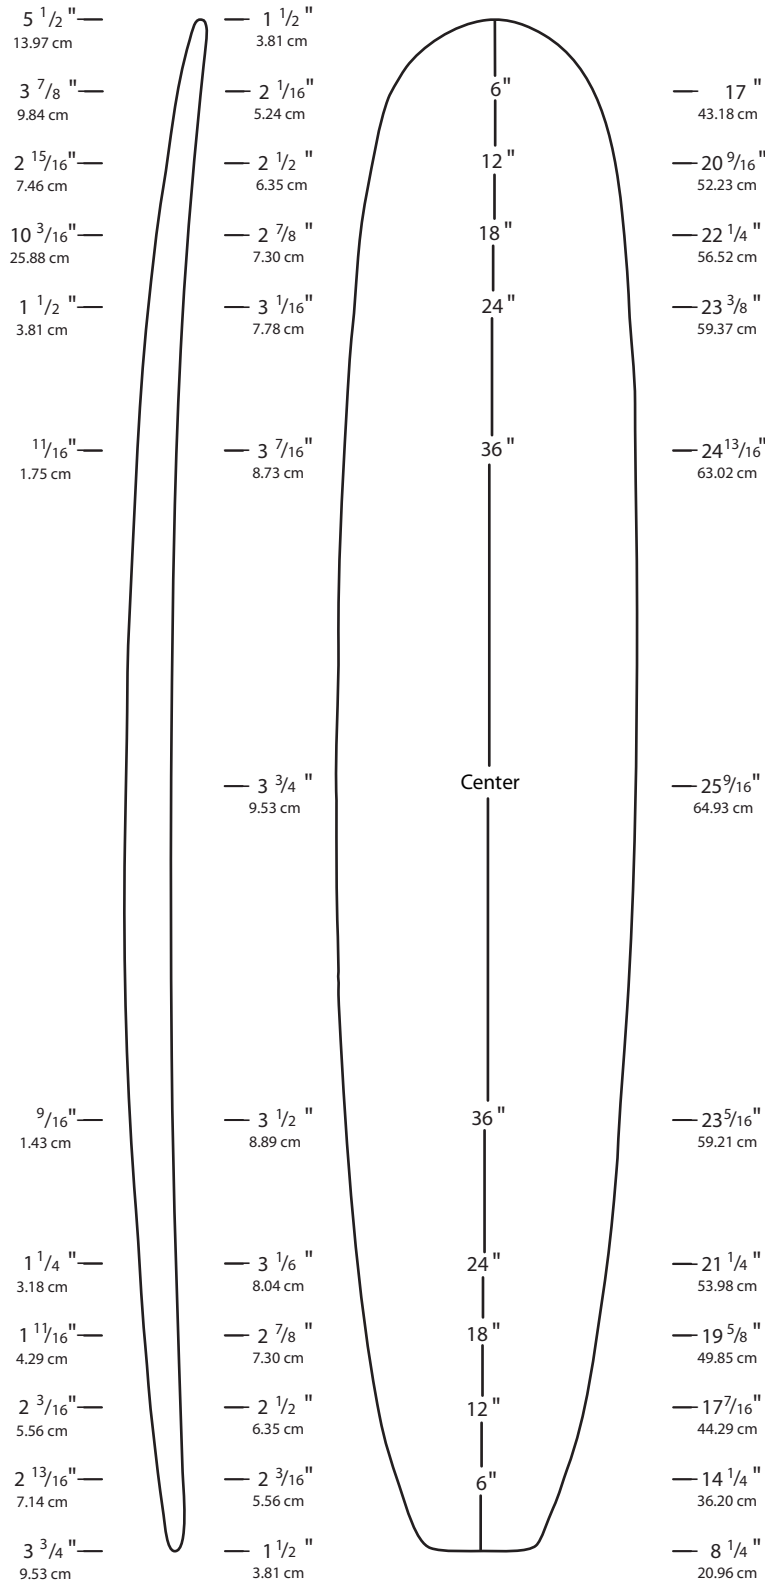 5 1/2" 1 1/2"
13.97 cm 3.81 cm
3 7/8" 2 1/16" 6" 17"
9.84 cm 5.24 cm 43.18 cm
2 15/16" 2 1/2" 12" 20 9/16"
7.46 cm 6.35 cm 52.23 cm
10 3/16" 2 7/8" 18" 22 1/4"
25.88 cm 7.30 cm 56.52 cm
1 1/2" 3 1/16" 24" 23 3/8"
3.81 cm 7.78 cm 59.37 cm
11/16" 3 7/16" 36" 24 13/16"
1.75 cm 8.73 cm 63.02 cm
3 3/4" Center 25 9/16"
9.53 cm 64.93 cm
9/16" 3 1/2" 36" 23 5/16"
1.43 cm 8.89 cm 59.21 cm
1 1/4" 3 1/6" 24" 21 1/4"
3.18 cm 8.04 cm 53.98 cm
1 11/16" 2 7/8" 18" 19 5/8"
4.29 cm 7.30 cm 49.85 cm
2 3/16" 2 1/2" 12" 17 7/16"
5.56 cm 6.35 cm 44.29 cm
2 13/16" 2 3/16" 6" 14 1/4"
7.14 cm 5.56 cm 36.20 cm
3 3/4" 1 1/2" 8 1/4"
9.53 cm 3.81 cm 20.96 cm